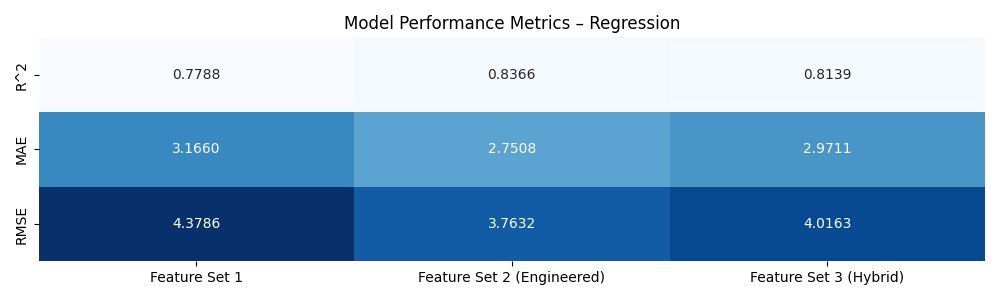 Model Performance Metrics – Regression
R^2
0.7788
0.8366
0.8139
MAE
3.1660
2.7508
2.9711
RMSE
4.3786
3.7632
4.0163
Feature Set 1
Feature Set 2 (Engineered)
Feature Set 3 (Hybrid)